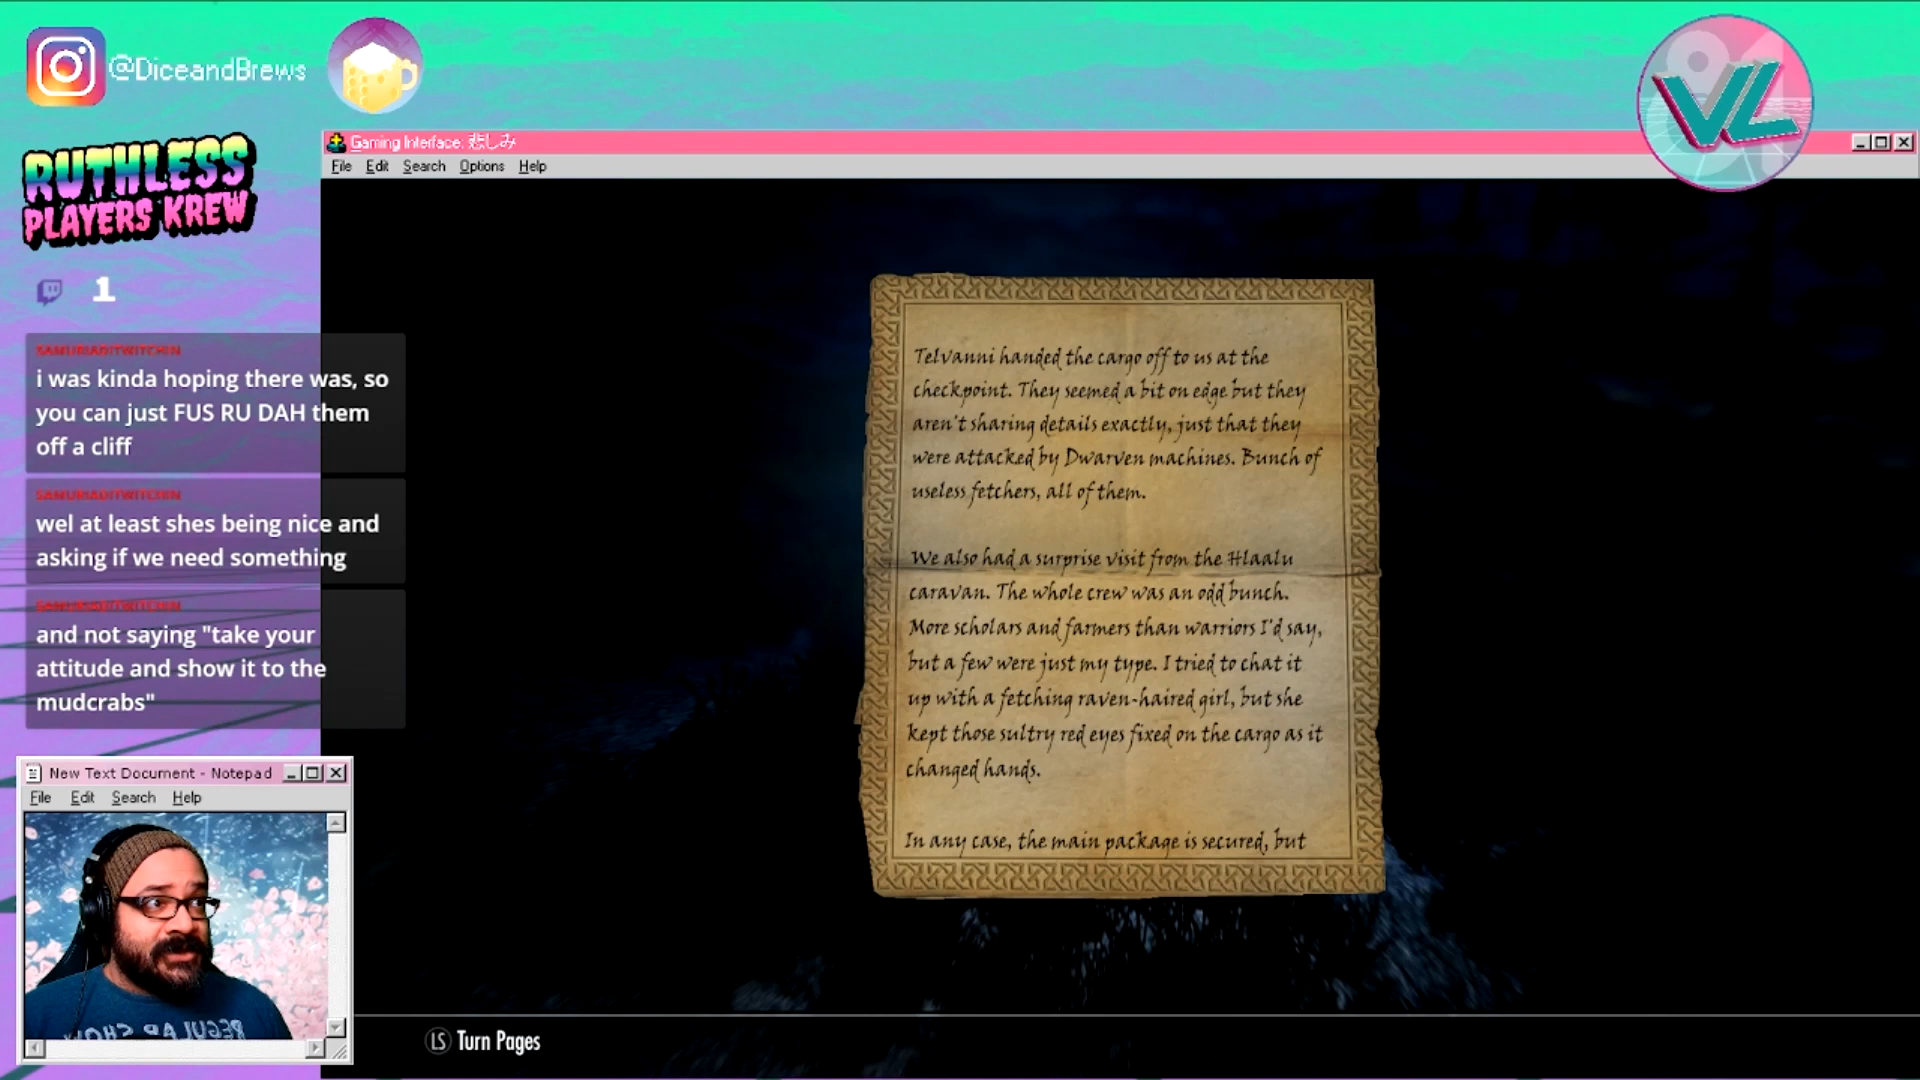 @DiceandBrews
RUTHLESS
PLAYERS KREW
1
i was kinda hoping there was, so
you can just FUS RU DAH them
off a cliff
wel at least shes being nice and
asking if we need something
and not saying "take your
attitude and show it to the
mudcrabs"
New Text Document - Notepad
File Edit Search Help
Gaming Interface: 悲しみ
File Edit Search Options Help
VL
Telvanni handed the cargo off to us at the
checkpoint. They seemed a bit on edge but they
aren't sharing details exactly, just that they
were attacked by Dwarven machines. Bunch of
useless fetchers, all of them.
We also had a surprise visit from the Hlaalu
caravan. The whole crew was an odd bunch.
More scholars and farmers than warriors I'd say,
but a few were just my type. I tried to chat it
up with a fetching raven-haired girl, but she
kept those sultry red eyes fixed on the cargo as it
changed hands.
In any case, the main package is secured, but
LS Turn Pages